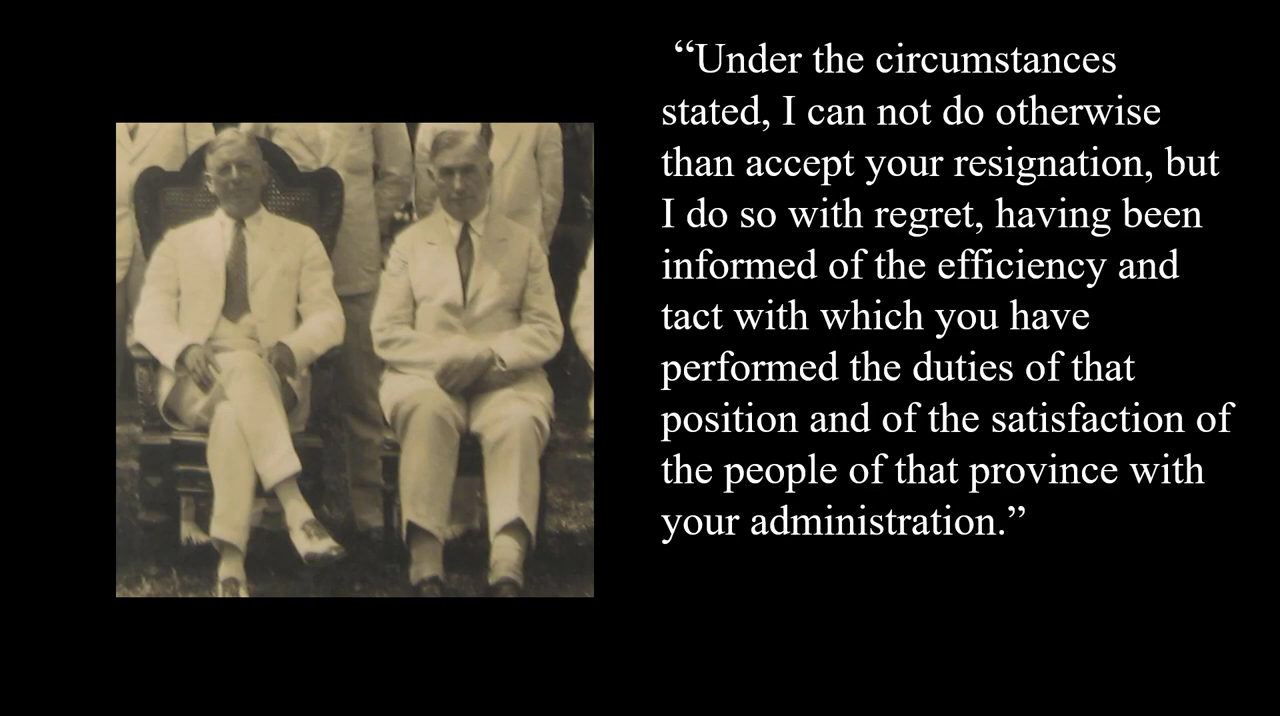 “Under the circumstances
stated, I can not do otherwise
than accept your resignation, but
I do so with regret, having been
informed of the efficiency and
tact with which you have
performed the duties of that
position and of the satisfaction of
the people of that province with
your administration.”